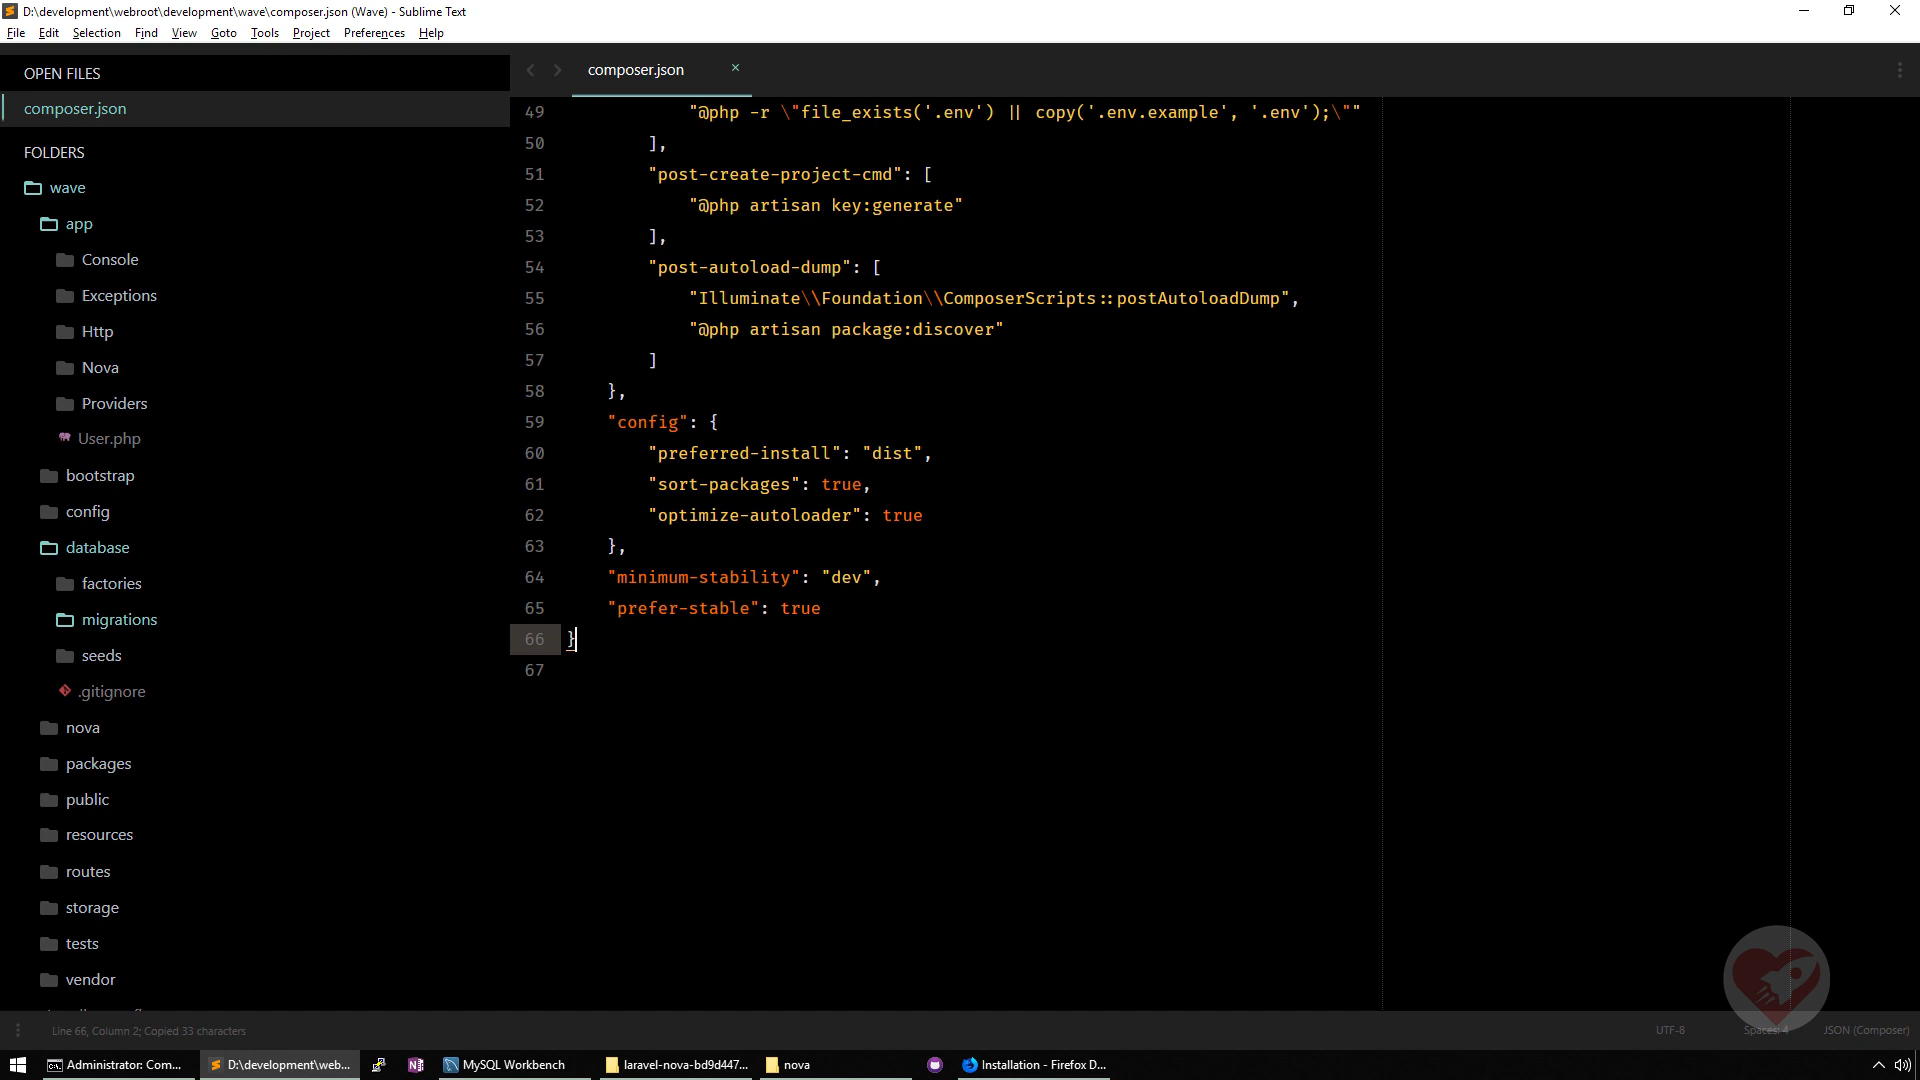 D:\development\webroot\development\wave\composer.json (Wave) - Sublime Text
File Edit Selection Find View Goto Tools Project Preferences Help
OPEN FILES
composer.json
FOLDERS
wave
app
Console
Exceptions
Http
Nova
Providers
User.php
bootstrap
config
database
factories
migrations
seeds
.gitignore
nova
packages
public
resources
routes
storage
tests
vendor
composer.json ×
49 "@php -r \"file_exists('.env') || copy('.env.example', '.env');\""
50 ],
51 "post-create-project-cmd": [
52 "@php artisan key:generate"
53 ],
54 "post-autoload-dump": [
55 "Illuminate\\Foundation\\ComposerScripts::postAutoloadDump",
56 "@php artisan package:discover"
57 ]
58 },
59 "config": {
60 "preferred-install": "dist",
61 "sort-packages": true,
62 "optimize-autoloader": true
63 },
64 "minimum-stability": "dev",
65 "prefer-stable": true
66 }
67
Line 66, Column 2; Copied 33 characters
UTF-8 Spaces: 4 JSON (Composer)
Administrator: Com... D:\development\web... MySQL Workbench laravel-nova-bd9d447... nova Installation - Firefox D...